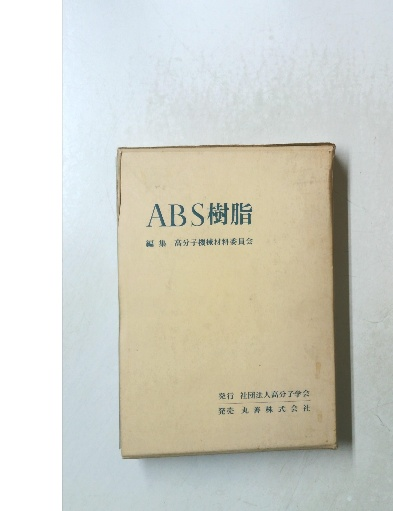 ABS樹脂
編集 高分子機械材料委員会
発行 社団法人高分子学会
発売 丸善株式会社